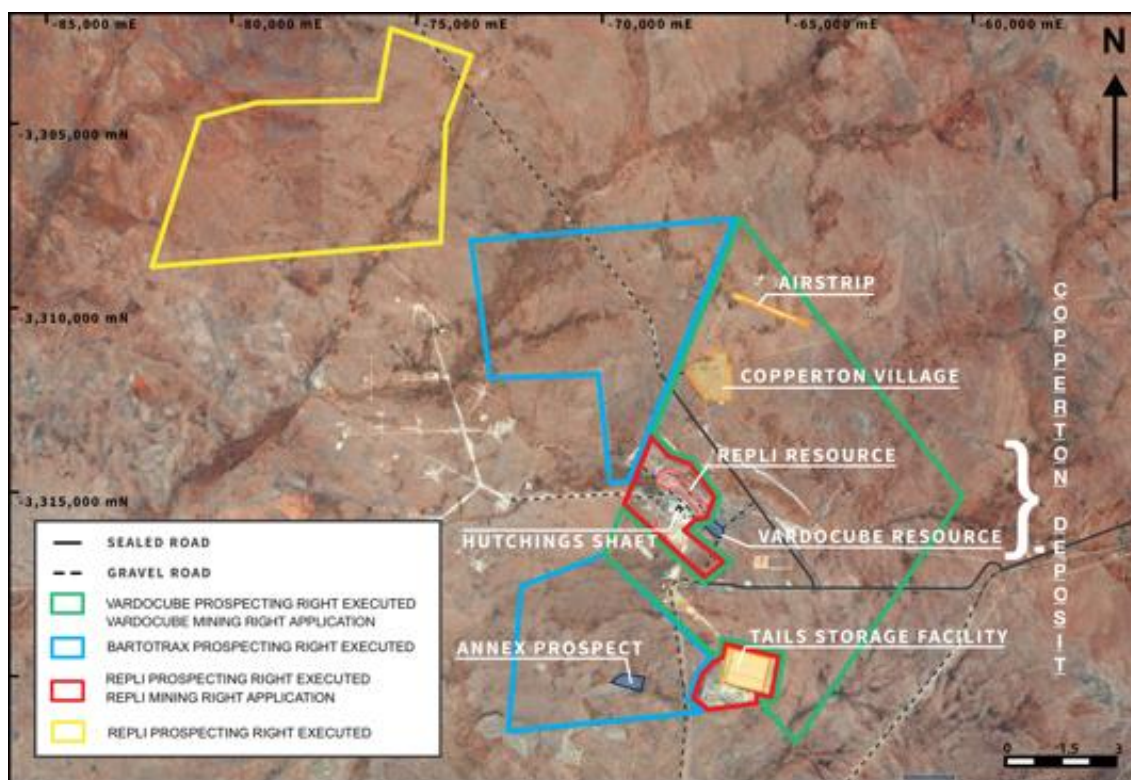 -85,000 mE
-80,000 mE
-75,000 mE
-70,000 mE
-65,000 mE
-60,000 mE
N
-3,305,000 mN
-3,310,000 mN
-3,315,000 mN
AIRSTRIP
COPPERTON VILLAGE
REPLI RESOURCE
HUTCHINGS SHAFT
VARDOCUBE RESOURCE
ANNEX PROSPECT
TAILS STORAGE FACILITY
COPPERTON DEPOSIT
SEALED ROAD
GRAVEL ROAD
VARDOCUBE PROSPECTING RIGHT EXECUTED
VARDOCUBE MINING RIGHT APPLICATION
BARTOTRAX PROSPECTING RIGHT EXECUTED
REPLI PROSPECTING RIGHT EXECUTED
REPLI MINING RIGHT APPLICATION
REPLI PROSPECTING RIGHT EXECUTED
0 1.5 3